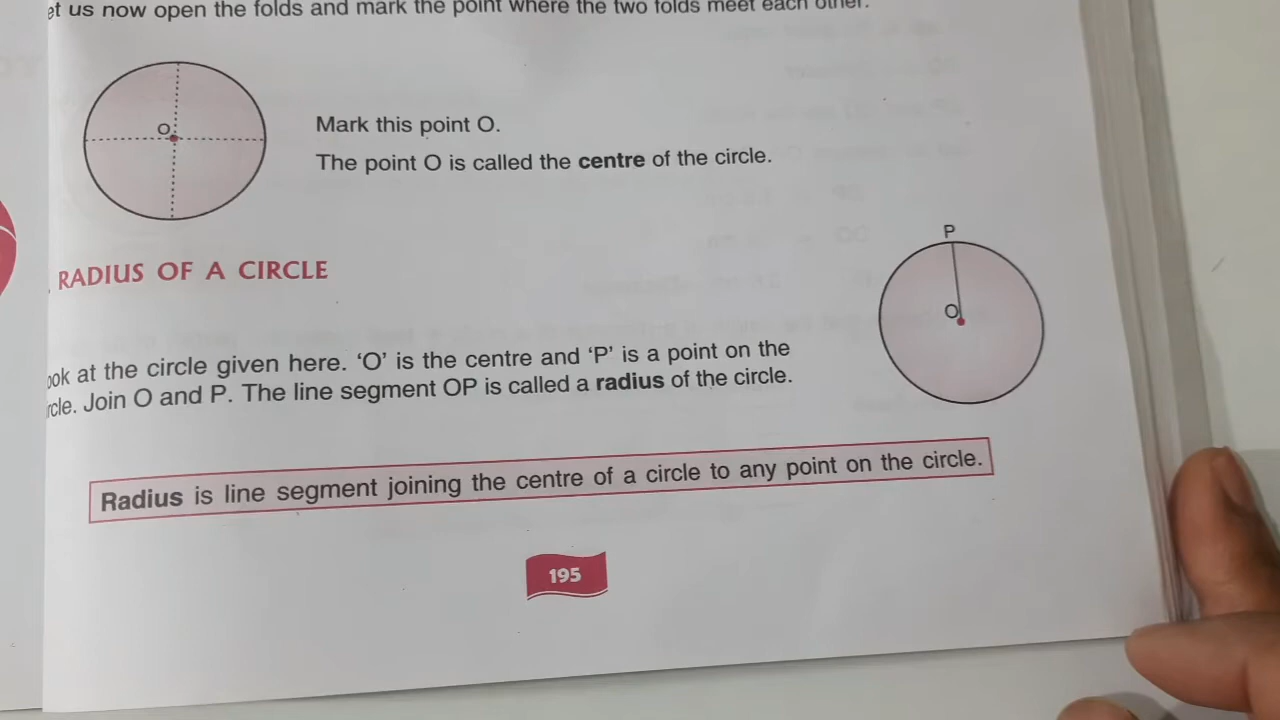 us now open the folds and mark the point where the two folds meet each other.
O
Mark this point O.
The point O is called the centre of the circle.
P
O
RADIUS OF A CIRCLE
at the circle given here. ‘O’ is the centre and ‘P’ is a point on the
Join O and P. The line segment OP is called a radius of the circle.
Radius is line segment joining the centre of a circle to any point on the circle.
195